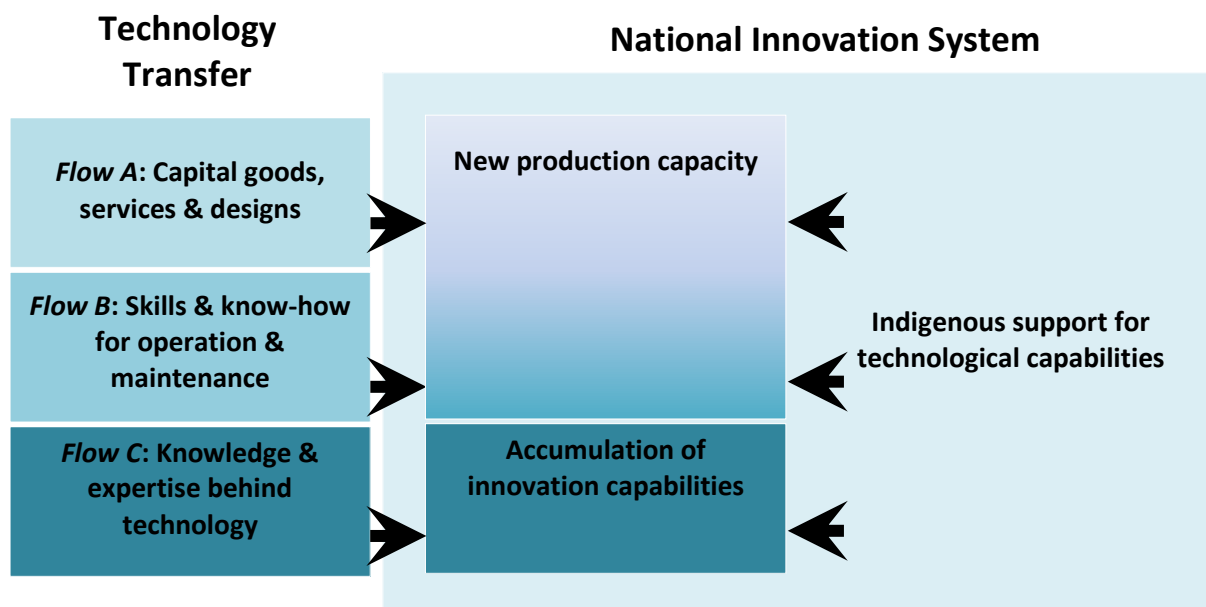 Technology
Transfer
National Innovation System
Flow A: Capital goods,
services & designs
Flow B: Skills & know-how
for operation &
maintenance
Flow C: Knowledge &
expertise behind
technology
New production capacity
Accumulation of
innovation capabilities
Indigenous support for
technological capabilities